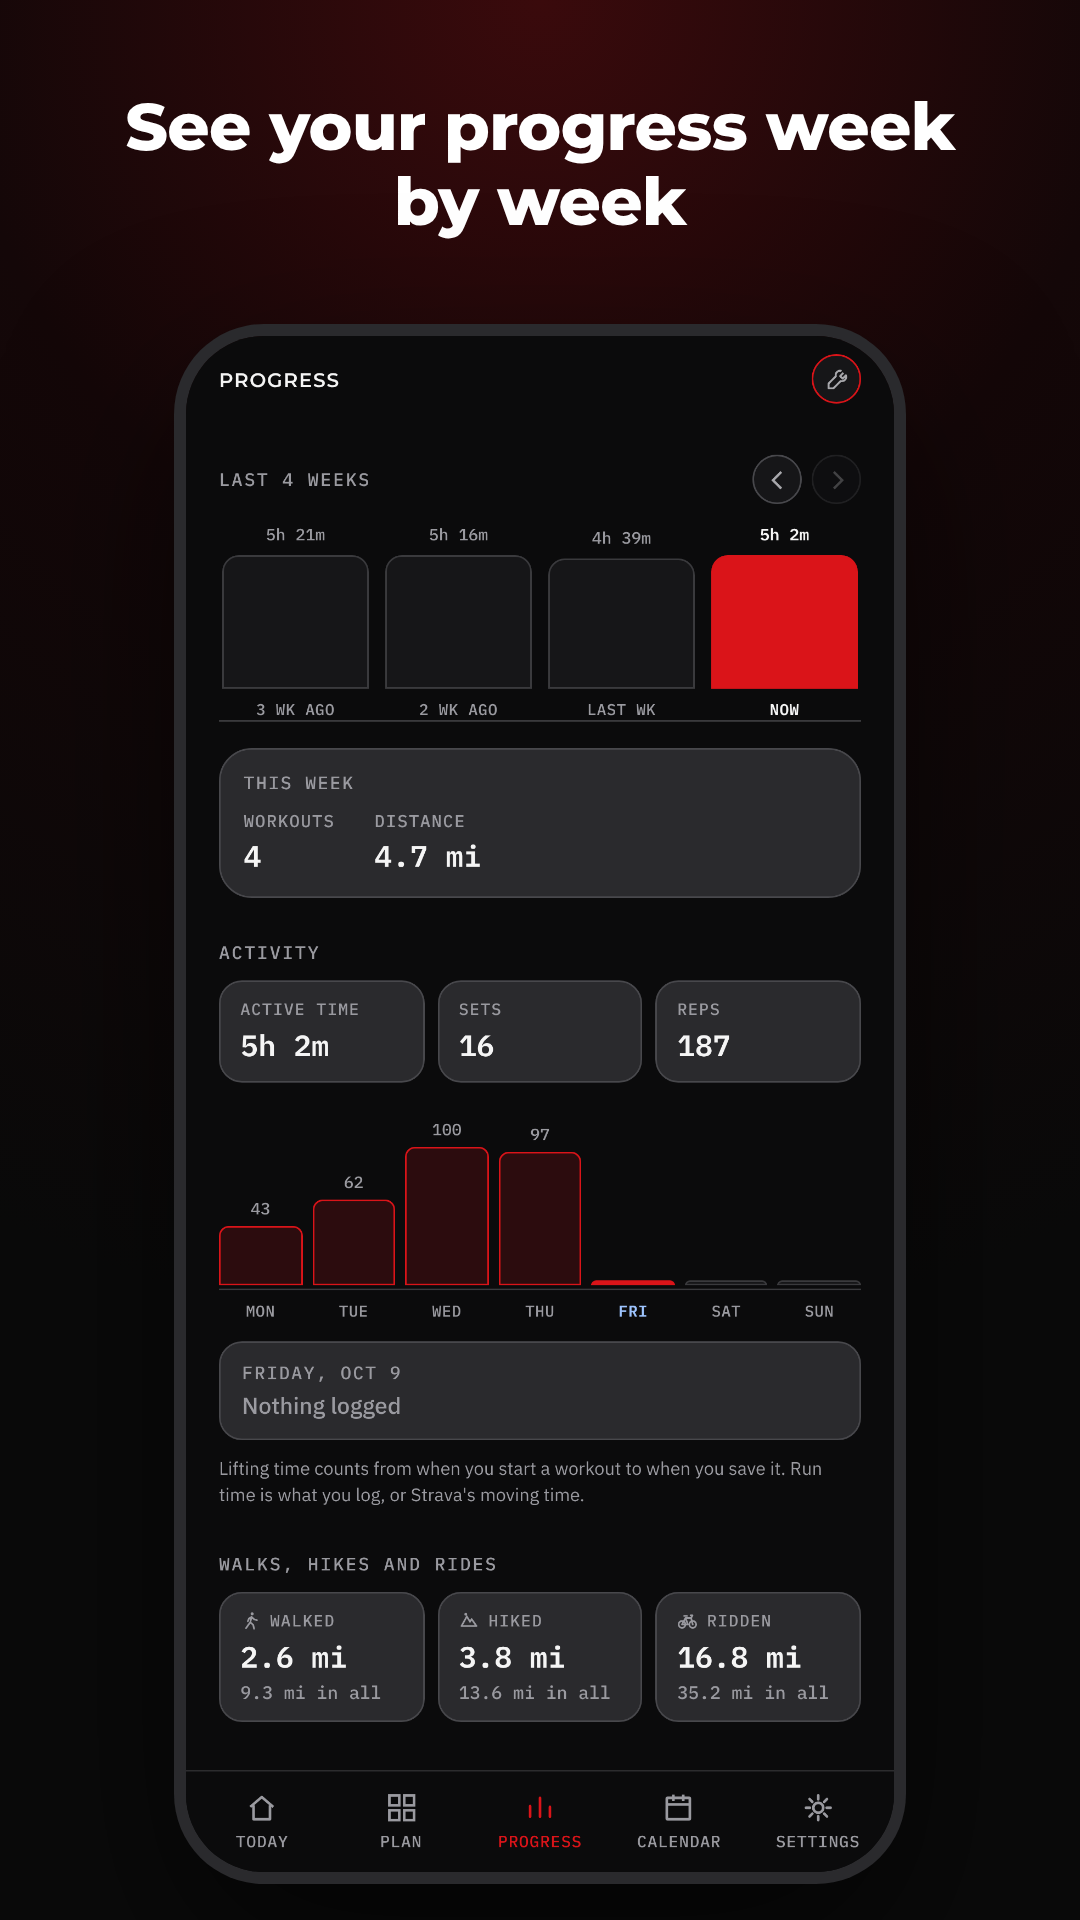 See your progress week
by week
PROGRESS
LAST 4 WEEKS
5h 21m
5h 16m
4h 39m
5h 2m
3 WK AGO
2 WK AGO
LAST WK
NOW
THIS WEEK
WORKOUTS
DISTANCE
4
4.7 mi
ACTIVITY
ACTIVE TIME
SETS
REPS
5h 2m
16
187
43
62
100
97
MON
TUE
WED
THU
FRI
SAT
SUN
FRIDAY, OCT 9
Nothing logged
Lifting time counts from when you start a workout to when you save it. Run
time is what you log, or Strava's moving time.
WALKS, HIKES AND RIDES
WALKED
HIKED
RIDDEN
2.6 mi
3.8 mi
16.8 mi
9.3 mi in all
13.6 mi in all
35.2 mi in all
TODAY
PLAN
PROGRESS
CALENDAR
SETTINGS